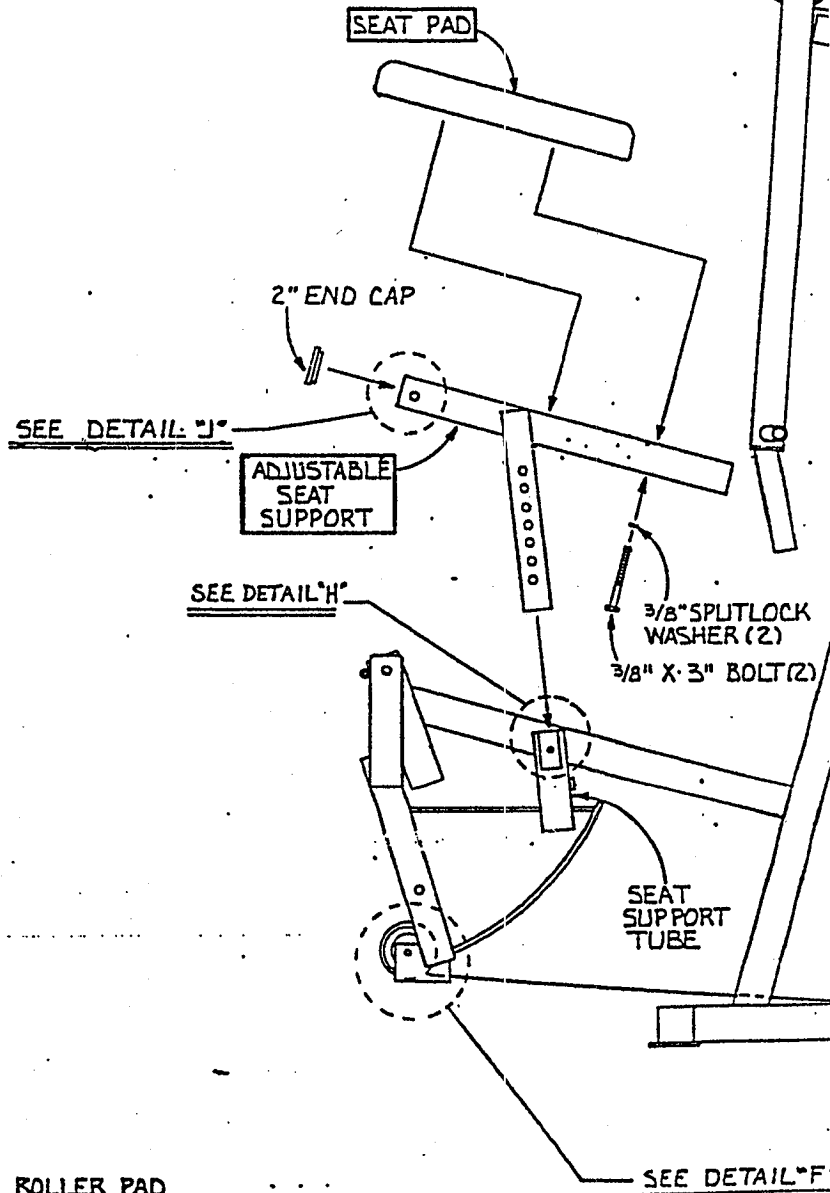 SEAT PAD
2" END CAP
SEE DETAIL "J"
ADJUSTABLE
SEAT
SUPPORT
SEE DETAIL "H"
3/8" SPLITLOCK
WASHER (2)
3/8" X 3" BOLT (2)
SEAT
SUPPORT
TUBE
ROLLER PAD
SEE DETAIL "F"